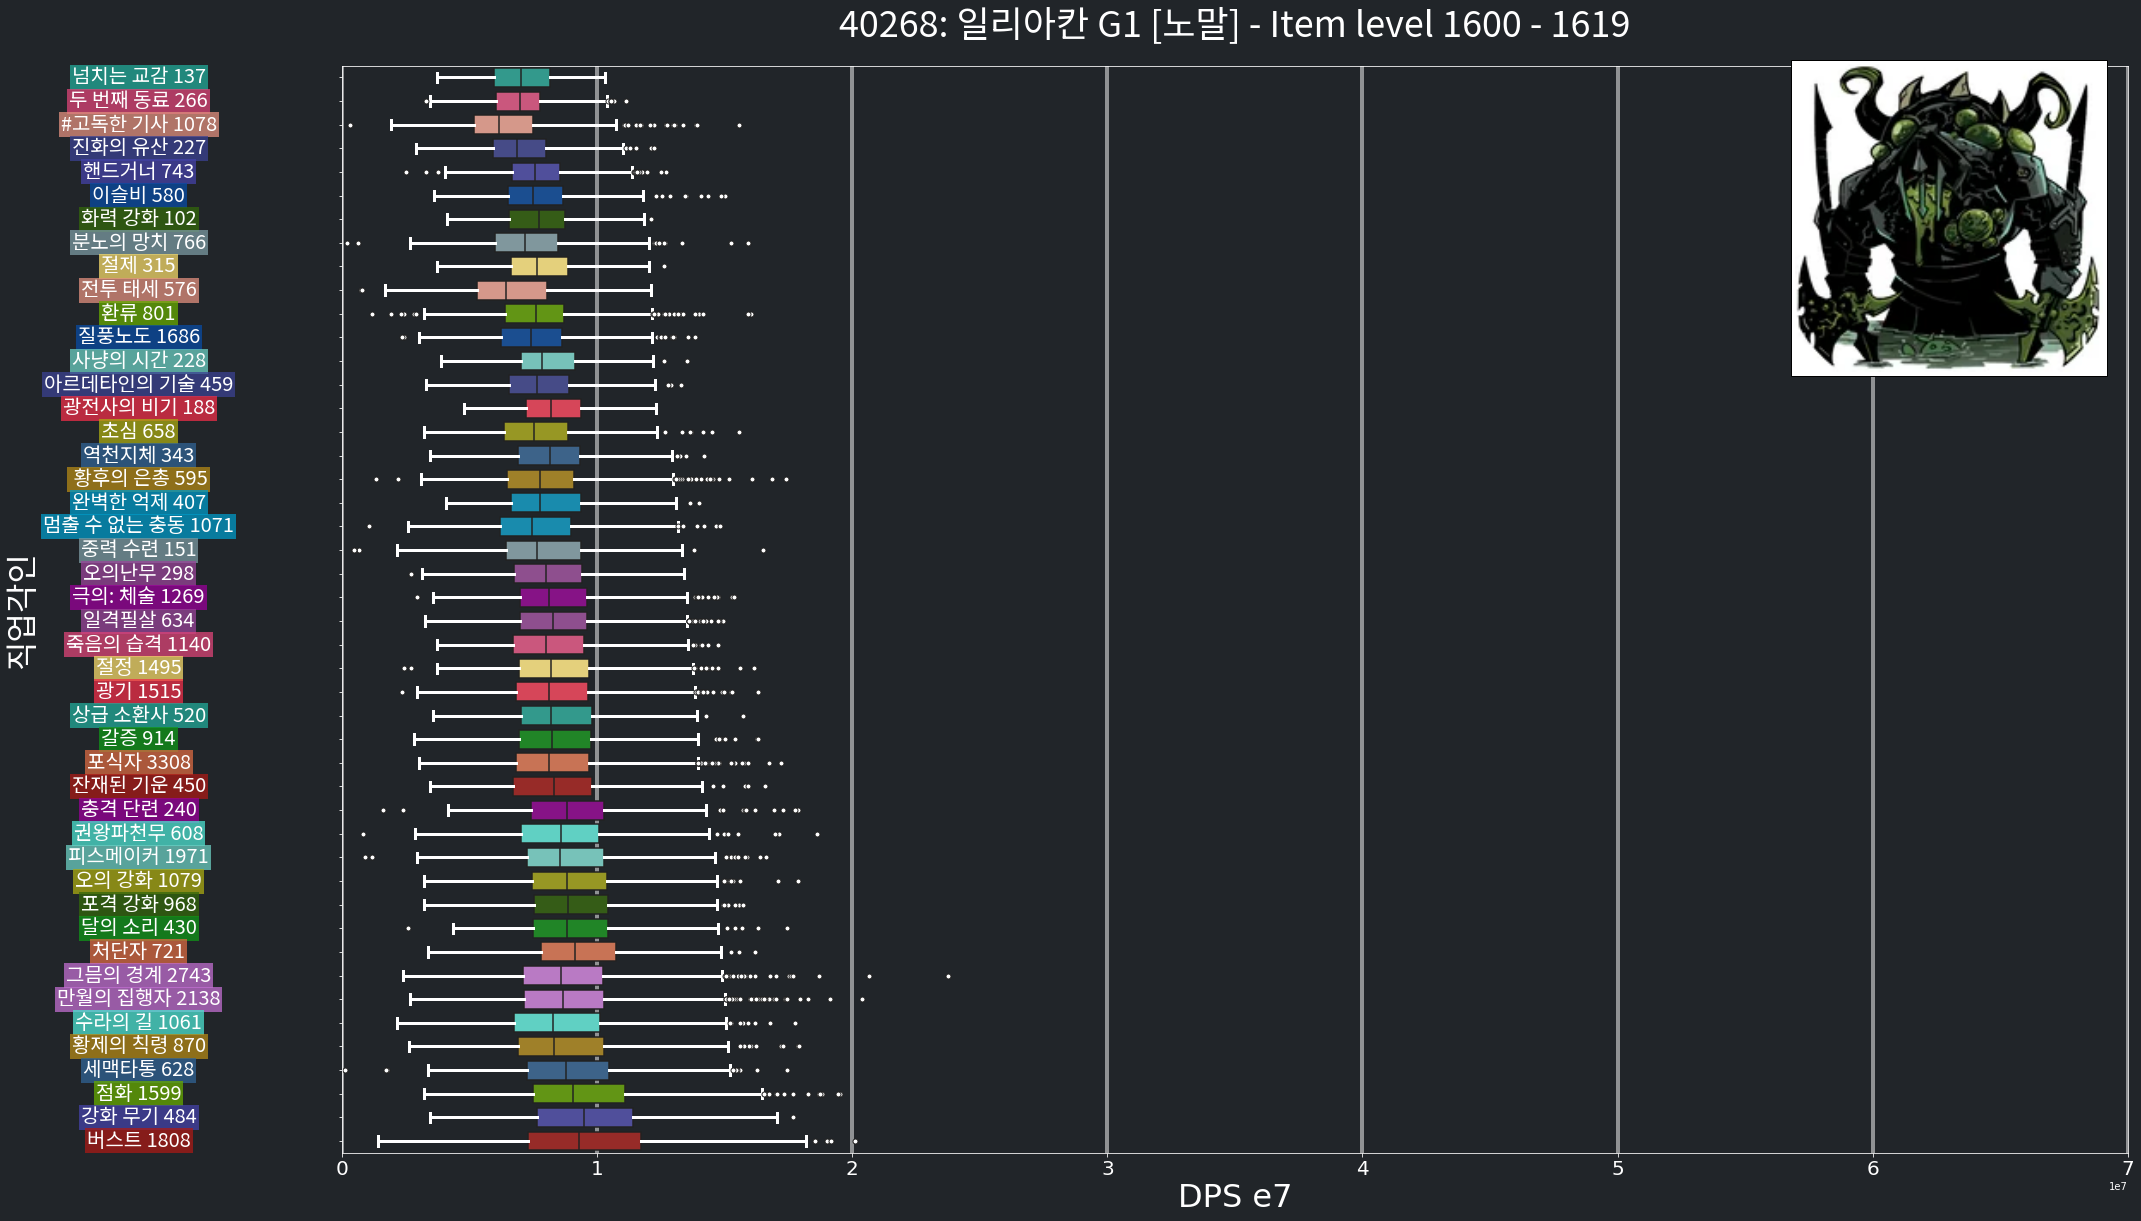 40268: 일리아칸 G1 [노말] - Item level 1600 - 1619
넘치는 교감 137
두 번째 동료 266
#고독한 기사 1078
진화의 유산 227
핸드거너 743
이슬비 580
화력 강화 102
분노의 망치 766
절제 315
전투 태세 576
환류 801
질풍노도 1686
사냥의 시간 228
아르데타인의 기술 459
광전사의 비기 188
초심 658
역천지체 343
황후의 은총 595
완벽한 억제 407
멈출 수 없는 충동 1071
중력 수련 151
오의난무 298
극의: 체술 1269
일격필살 634
죽음의 습격 1140
절정 1495
광기 1515
상급 소환사 520
갈증 914
포식자 3308
잔재된 기운 450
충격 단련 240
권왕파천무 608
피스메이커 1971
오의 강화 1079
포격 강화 968
달의 소리 430
처단자 721
그믐의 경계 2743
만월의 집행자 2138
수라의 길 1061
황제의 칙령 870
세맥타통 628
점화 1599
강화 무기 484
버스트 1808
직업각인
0 1 2 3 4 5 6 7
1e7
DPS e7